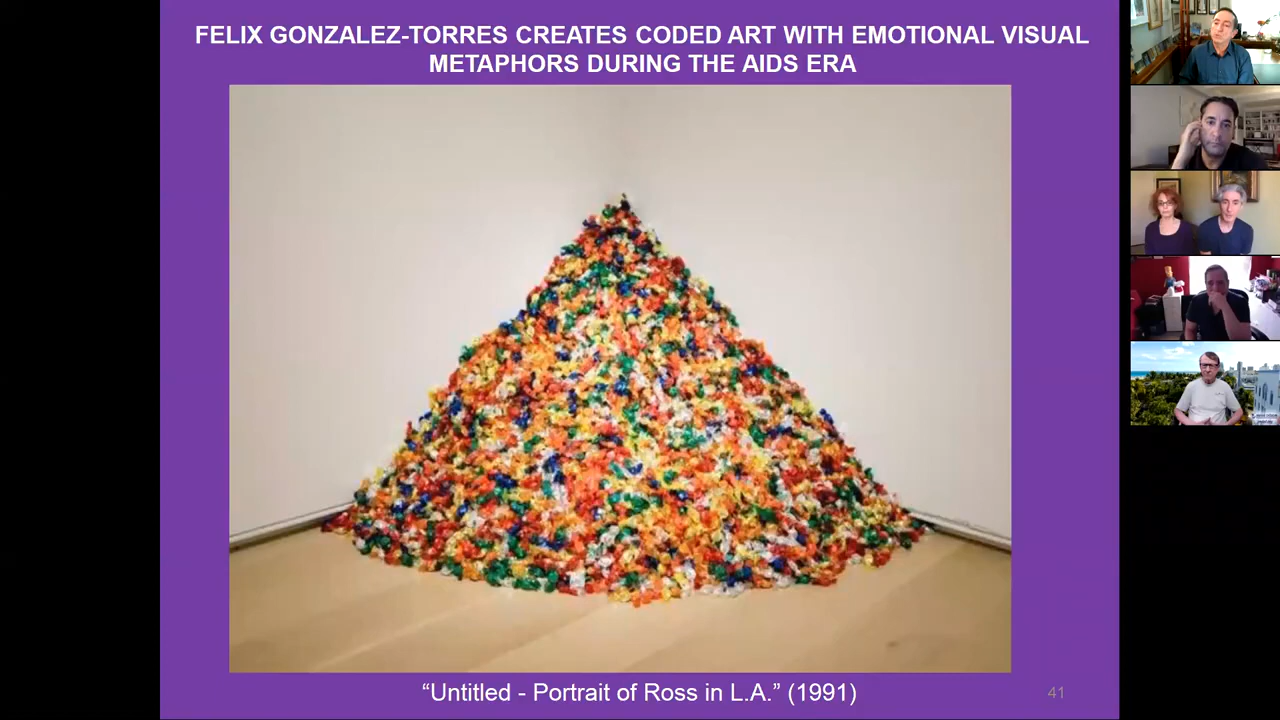 FELIX GONZALEZ-TORRES CREATES CODED ART WITH EMOTIONAL VISUAL
METAPHORS DURING THE AIDS ERA
“Untitled - Portrait of Ross in L.A.” (1991)
41